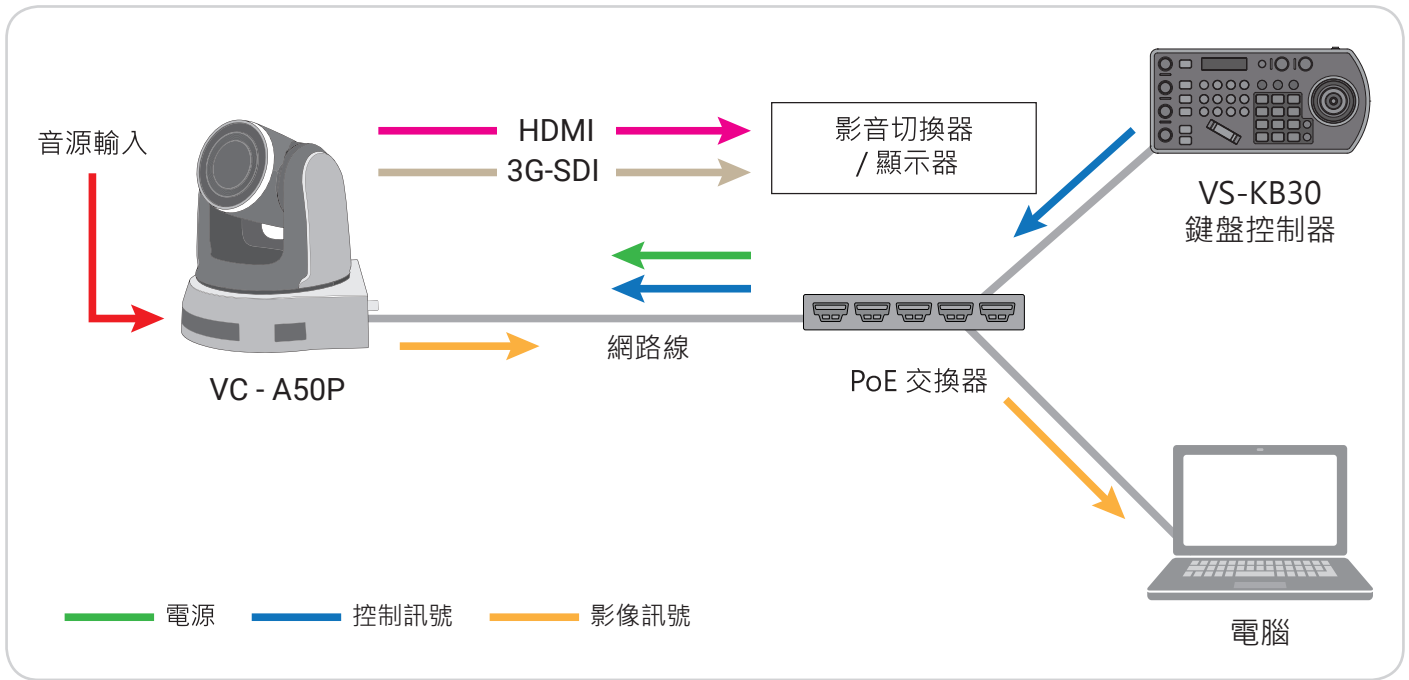 音源輸入
HDMI
3G-SDI
影音切換器
/ 顯示器
VS-KB30
鍵盤控制器
VC - A50P
網路線
PoE 交換器
電腦
電源
控制訊號
影像訊號